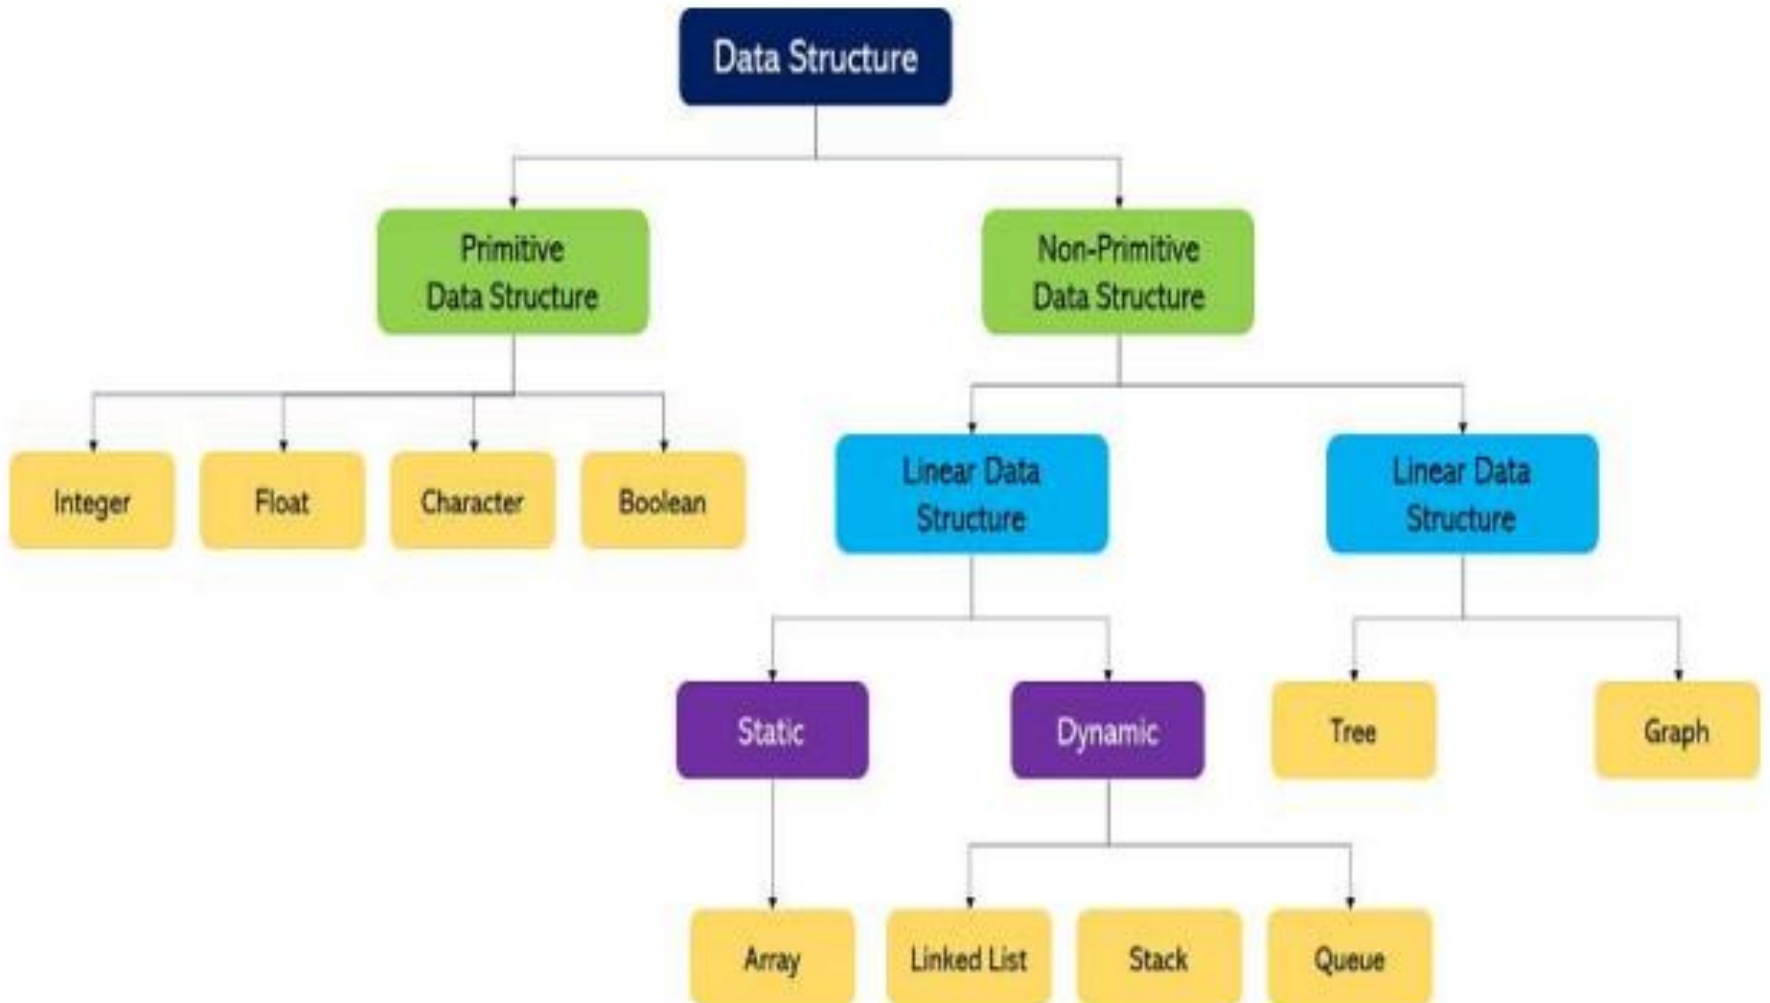 Data Structure
Primitive
Data Structure
Non-Primitive
Data Structure
Integer
Float
Character
Boolean
Linear Data
Structure
Linear Data
Structure
Static
Dynamic
Tree
Graph
Array
Linked List
Stack
Queue